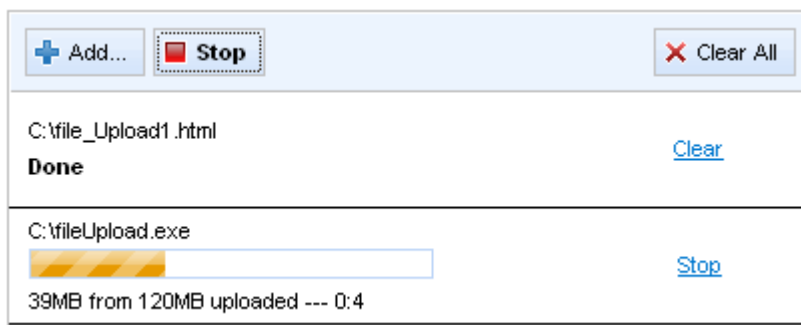 Add... Stop Clear All
C:\file_Upload1.html
Clear
Done
C:\fileUpload.exe
Stop
39MB from 120MB uploaded --- 0:4